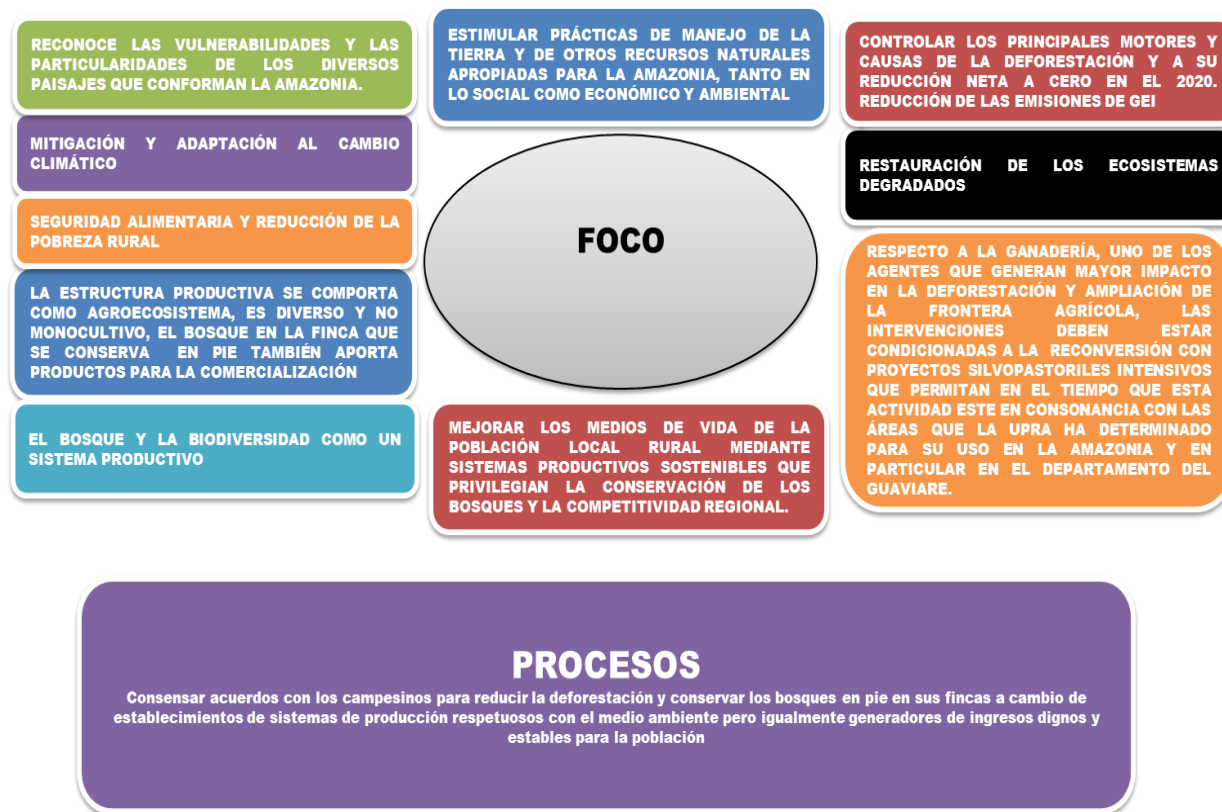 RECONOCE LAS VULNERABILIDADES Y LAS
PARTICULARIDADES DE LOS DIVERSOS
PAISAJES QUE CONFORMAN LA AMAZONIA.
MITIGACIÓN Y ADAPTACIÓN AL CAMBIO
CLIMÁTICO
SEGURIDAD ALIMENTARIA Y REDUCCIÓN DE LA
POBREZA RURAL
LA ESTRUCTURA PRODUCTIVA SE COMPORTA
COMO AGROECOSISTEMA, ES DIVERSO Y NO
MONOCULTIVO, EL BOSQUE EN LA FINCA QUE
SE CONSERVA EN PIE TAMBIÉN APORTA
PRODUCTOS PARA LA COMERCIALIZACIÓN
EL BOSQUE Y LA BIODIVERSIDAD COMO UN
SISTEMA PRODUCTIVO
ESTIMULAR PRÁCTICAS DE MANEJO DE LA
TIERRA Y DE OTROS RECURSOS NATURALES
APROPIADAS PARA LA AMAZONIA, TANTO EN
LO SOCIAL COMO ECONÓMICO Y AMBIENTAL
FOCO
MEJORAR LOS MEDIOS DE VIDA DE LA
POBLACIÓN LOCAL RURAL MEDIANTE
SISTEMAS PRODUCTIVOS SOSTENIBLES QUE
PRIVILEGIAN LA CONSERVACIÓN DE LOS
BOSQUES Y LA COMPETITIVIDAD REGIONAL.
CONTROLAR LOS PRINCIPALES MOTORES Y
CAUSAS DE LA DEFORESTACIÓN Y A SU
REDUCCIÓN NETA A CERO EN EL 2020.
REDUCCIÓN DE LAS EMISIONES DE GEI
RESTAURACIÓN DE LOS ECOSISTEMAS
DEGRADADOS
RESPECTO A LA GANADERÍA, UNO DE LOS
AGENTES QUE GENERAN MAYOR IMPACTO
EN LA DEFORESTACIÓN Y AMPLIACIÓN DE
LA FRONTERA AGRÍCOLA, LAS
INTERVENCIONES DEBEN ESTAR
CONDICIONADAS A LA RECONVERSIÓN CON
PROYECTOS SILVOPASTORILES INTENSIVOS
QUE PERMITAN EN EL TIEMPO QUE ESTA
ACTIVIDAD ESTE EN CONSONANCIA CON LAS
ÁREAS QUE LA UPRA HA DETERMINADO
PARA SU USO EN LA AMAZONIA Y EN
PARTICULAR EN EL DEPARTAMENTO DEL
GUAVIARE.
PROCESOS
Consensar acuerdos con los campesinos para reducir la deforestación y conservar los bosques en pie en sus fincas a cambio de
establecimientos de sistemas de producción respetuosos con el medio ambiente pero igualmente generadores de ingresos dignos y
estables para la población